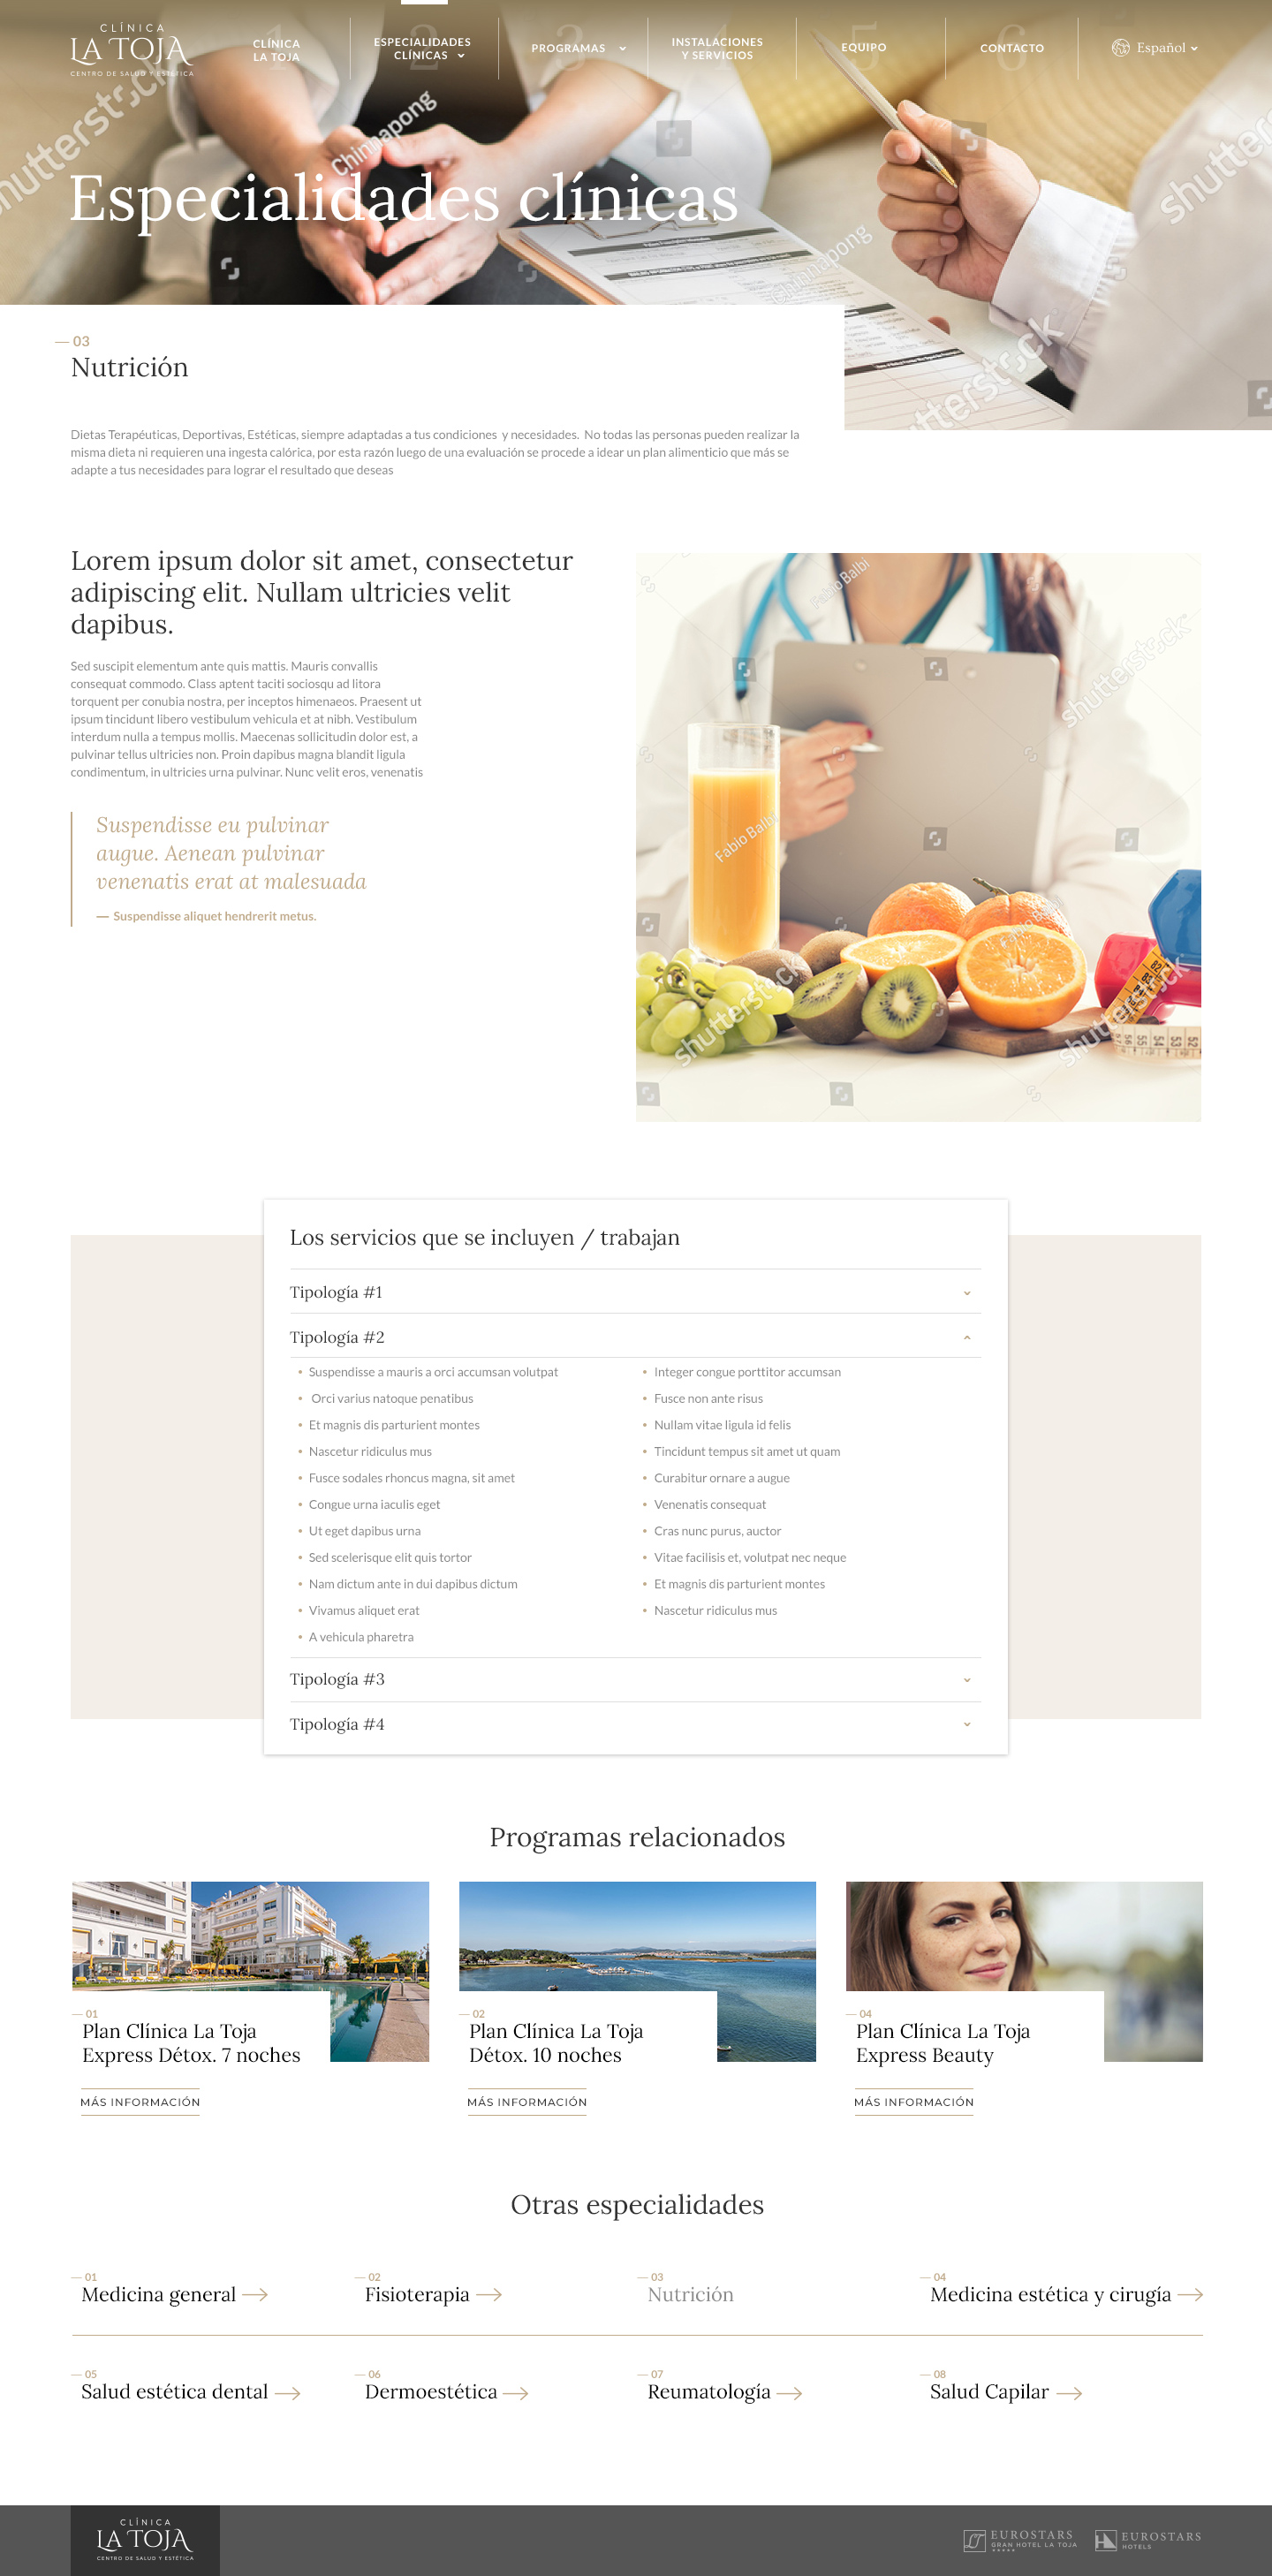 CLÍNICA
LA TOJA
CENTRO DE SALUD Y ESTÉTICA
1
CLÍNICA
LA TOJA
2
ESPECIALIDADES
CLÍNICAS
3
PROGRAMAS
4
INSTALACIONES
Y SERVICIOS
5
EQUIPO
6
CONTACTO
Español
shutterstock
Chinnapong
shutterstock
Chinnapong
shutterstock
Especialidades clínicas
— 03
Nutrición
Dietas Terapéuticas, Deportivas, Estéticas, siempre adaptadas a tus condiciones y necesidades. No todas las personas pueden realizar la
misma dieta ni requieren una ingesta calórica, por esta razón luego de una evaluación se procede a idear un plan alimenticio que más se
adapte a tus necesidades para lograr el resultado que deseas
Lorem ipsum dolor sit amet, consectetur
adipiscing elit. Nullam ultricies velit
dapibus.
Sed suscipit elementum ante quis mattis. Mauris convallis
consequat commodo. Class aptent taciti sociosqu ad litora
torquent per conubia nostra, per inceptos himenaeos. Praesent ut
ipsum tincidunt libero vestibulum vehicula et at nibh. Vestibulum
interdum nulla a tempus mollis. Maecenas sollicitudin dolor est, a
pulvinar tellus ultricies non. Proin dapibus magna blandit ligula
condimentum, in ultricies urna pulvinar. Nunc velit eros, venenatis
Suspendisse eu pulvinar
augue. Aenean pulvinar
venenatis erat at malesuada
— Suspendisse aliquet hendrerit metus.
Fabio Balbi
shutterstock
Fabio Balbi
Fabio Balbi
shutterstock
shutterstock
Los servicios que se incluyen / trabajan
Tipología #1
Tipología #2
• Suspendisse a mauris a orci accumsan volutpat
• Orci varius natoque penatibus
• Et magnis dis parturient montes
• Nascetur ridiculus mus
• Fusce sodales rhoncus magna, sit amet
• Congue urna iaculis eget
• Ut eget dapibus urna
• Sed scelerisque elit quis tortor
• Nam dictum ante in dui dapibus dictum
• Vivamus aliquet erat
• A vehicula pharetra
• Integer congue porttitor accumsan
• Fusce non ante risus
• Nullam vitae ligula id felis
• Tincidunt tempus sit amet ut quam
• Curabitur ornare a augue
• Venenatis consequat
• Cras nunc purus, auctor
• Vitae facilisis et, volutpat nec neque
• Et magnis dis parturient montes
• Nascetur ridiculus mus
Tipología #3
Tipología #4
Programas relacionados
— 01
Plan Clínica La Toja
Express Détox. 7 noches
MÁS INFORMACIÓN
— 02
Plan Clínica La Toja
Détox. 10 noches
MÁS INFORMACIÓN
— 04
Plan Clínica La Toja
Express Beauty
MÁS INFORMACIÓN
Otras especialidades
— 01
Medicina general
— 02
Fisioterapia
— 03
Nutrición
— 04
Medicina estética y cirugía
— 05
Salud estética dental
— 06
Dermoestética
— 07
Reumatología
— 08
Salud Capilar
CLÍNICA
LA TOJA
CENTRO DE SALUD Y ESTÉTICA
EUROSTARS
GRAN HOTEL LA TOJA
EUROSTARS
HOTELS